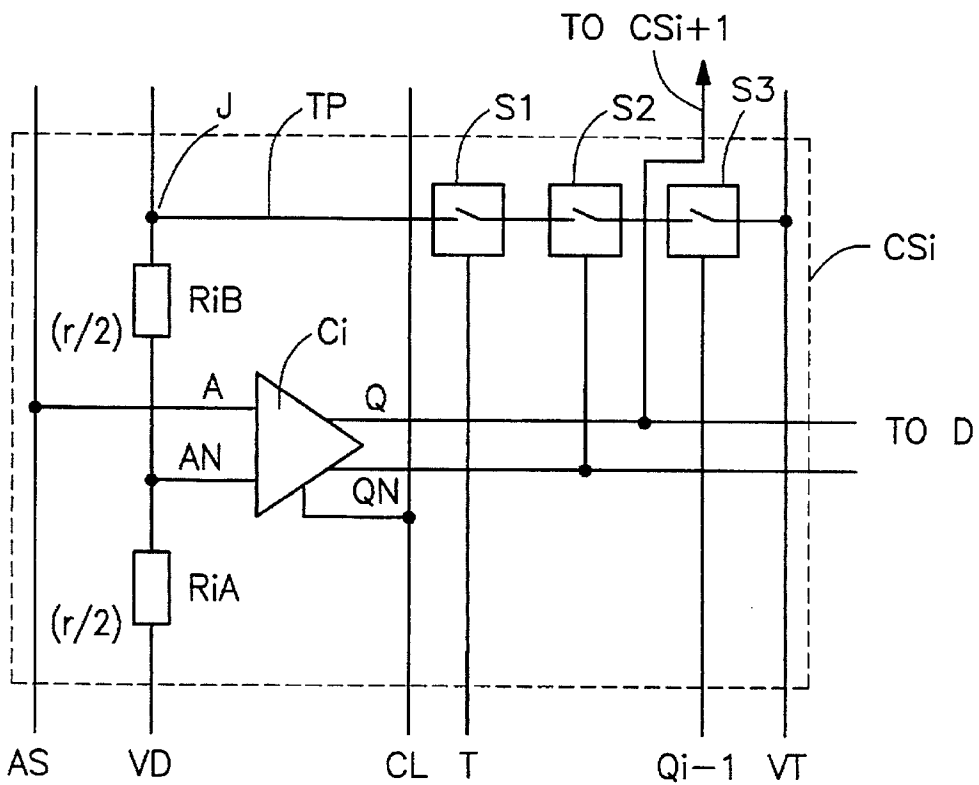 TO CSi+1
J
TP
S1
S2
S3
CSi
RiB
(r/2)
Ci
A
Q
TO D
AN
QN
RiA
(r/2)
AS
VD
CL
T
Qi-1
VT